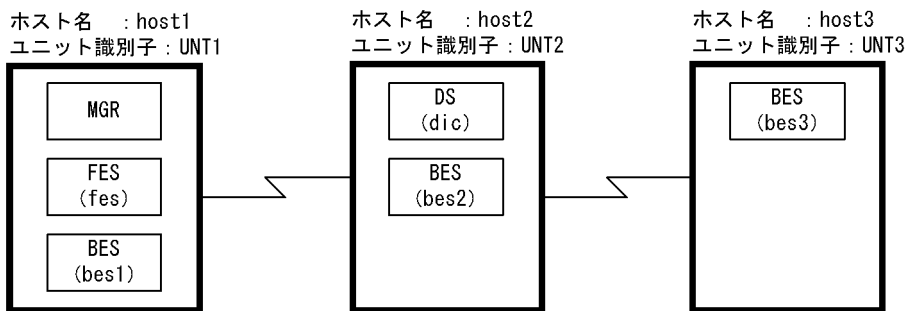 ホスト名　：host1
ユニット識別子：UNT1
MGR
FES
(fes)
BES
(bes1)
ホスト名　：host2
ユニット識別子：UNT2
DS
(dic)
BES
(bes2)
ホスト名　：host3
ユニット識別子：UNT3
BES
(bes3)